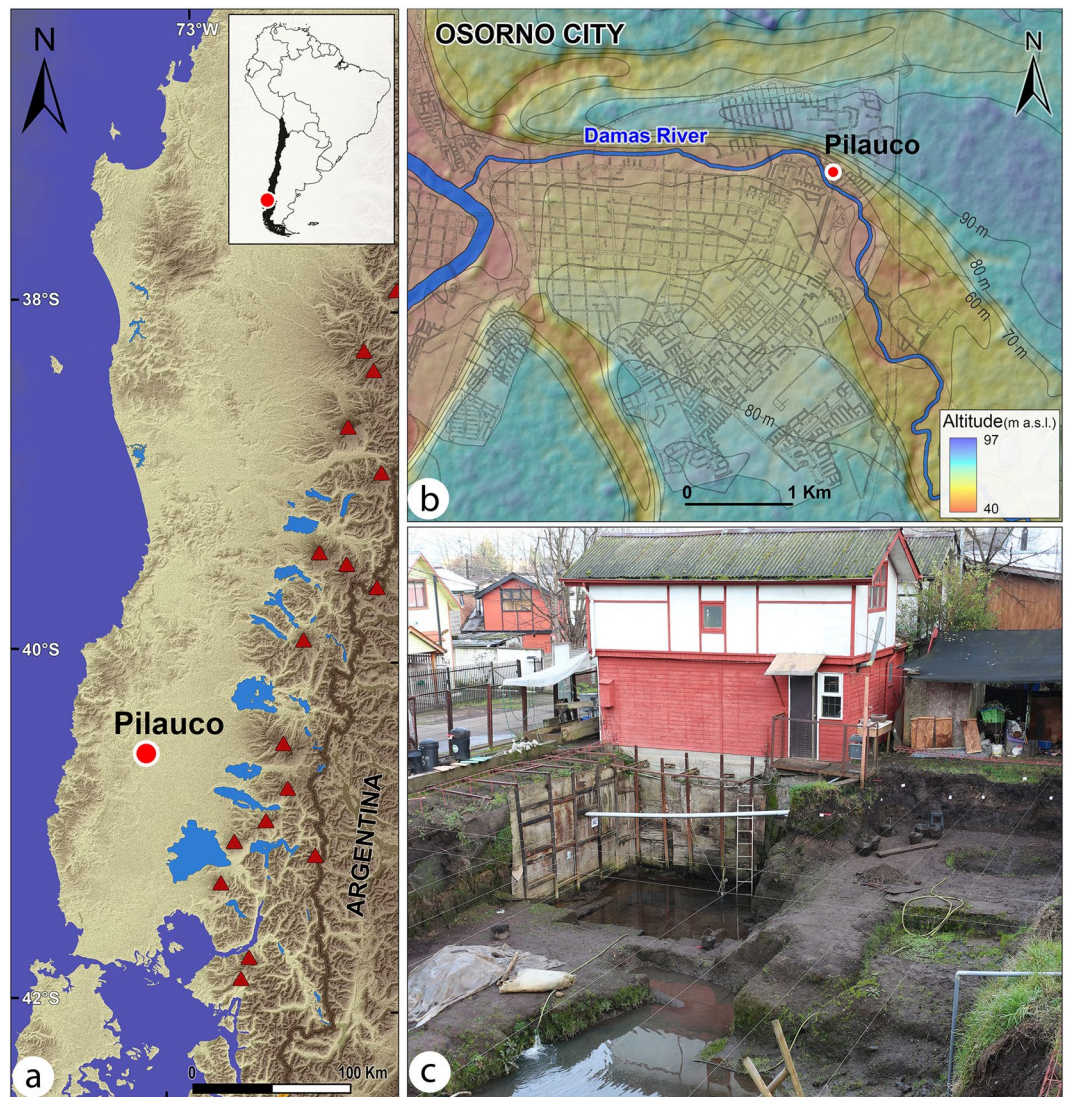 N
73°W
38°S
40°S
Pilauco
ARGENTINA
42°S
0
100 Km
a
OSORNO CITY
N
Damas River
Pilauco
90 m
80 m
60 m
70 m
80 m
Altitude(m a.s.l.)
97
40
0
1 Km
b
c